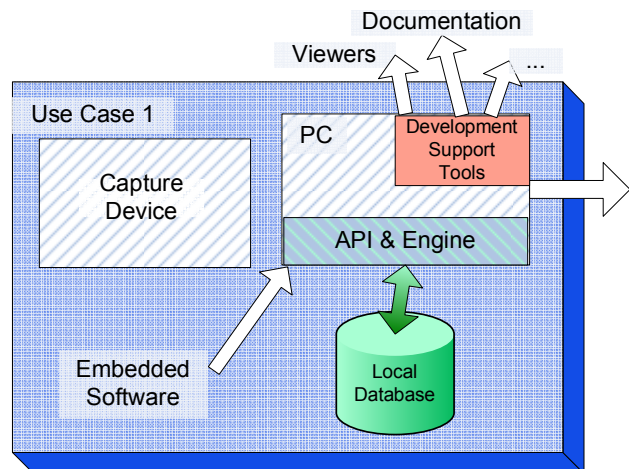 Documentation
Viewers
...
Use Case 1
PC
Development
Support
Tools
Capture
Device
API & Engine
Embedded
Software
Local
Database